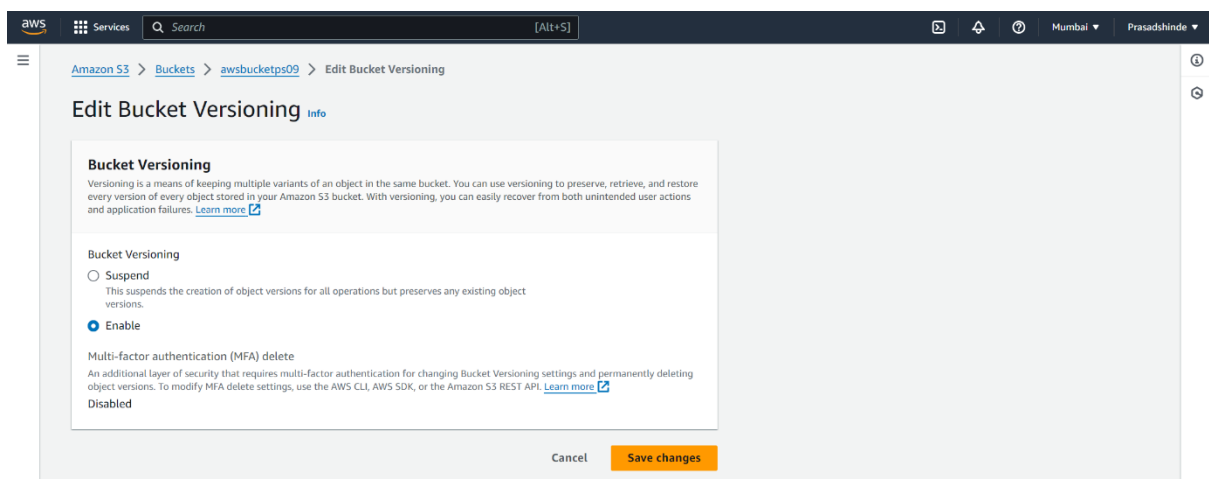 aws
Services
Search
[Alt+S]
Mumbai
Prasadshinde
Amazon S3 > Buckets > awsbucketps09 > Edit Bucket Versioning
Edit Bucket Versioning Info
Bucket Versioning
Versioning is a means of keeping multiple variants of an object in the same bucket. You can use versioning to preserve, retrieve, and restore
every version of every object stored in your Amazon S3 bucket. With versioning, you can easily recover from both unintended user actions
and application failures. Learn more
Bucket Versioning
Suspend
This suspends the creation of object versions for all operations but preserves any existing object
versions.
Enable
Multi-factor authentication (MFA) delete
An additional layer of security that requires multi-factor authentication for changing Bucket Versioning settings and permanently deleting
object versions. To modify MFA delete settings, use the AWS CLI, AWS SDK, or the Amazon S3 REST API. Learn more
Disabled
Cancel
Save changes